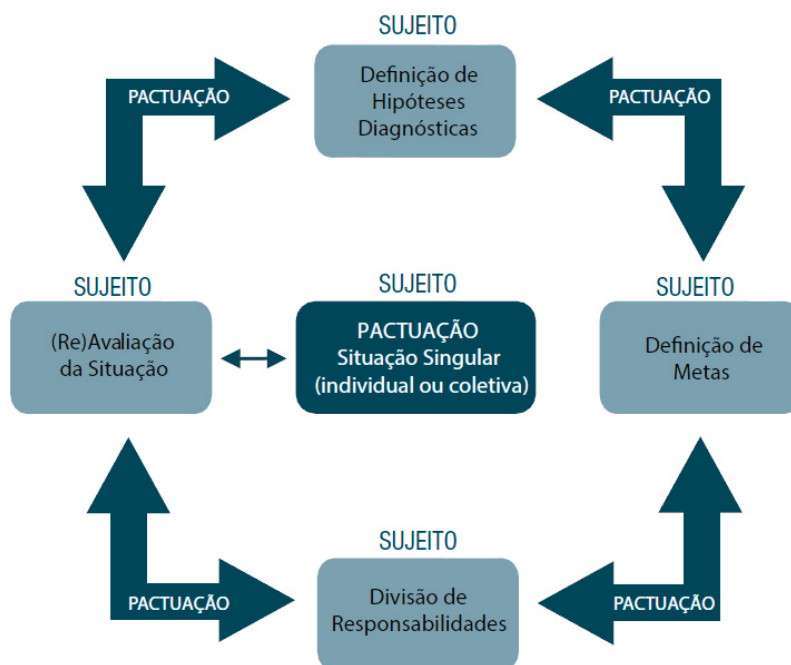 SUJEITO
Definição de
Hipóteses
Diagnósticas
PACTUAÇÃO
PACTUAÇÃO
SUJEITO
(Re)Avaliação
da Situação
SUJEITO
PACTUAÇÃO
Situação Singular
(individual ou coletiva)
SUJEITO
Definição de
Metas
PACTUAÇÃO
SUJEITO
Divisão de
Responsabilidades
PACTUAÇÃO